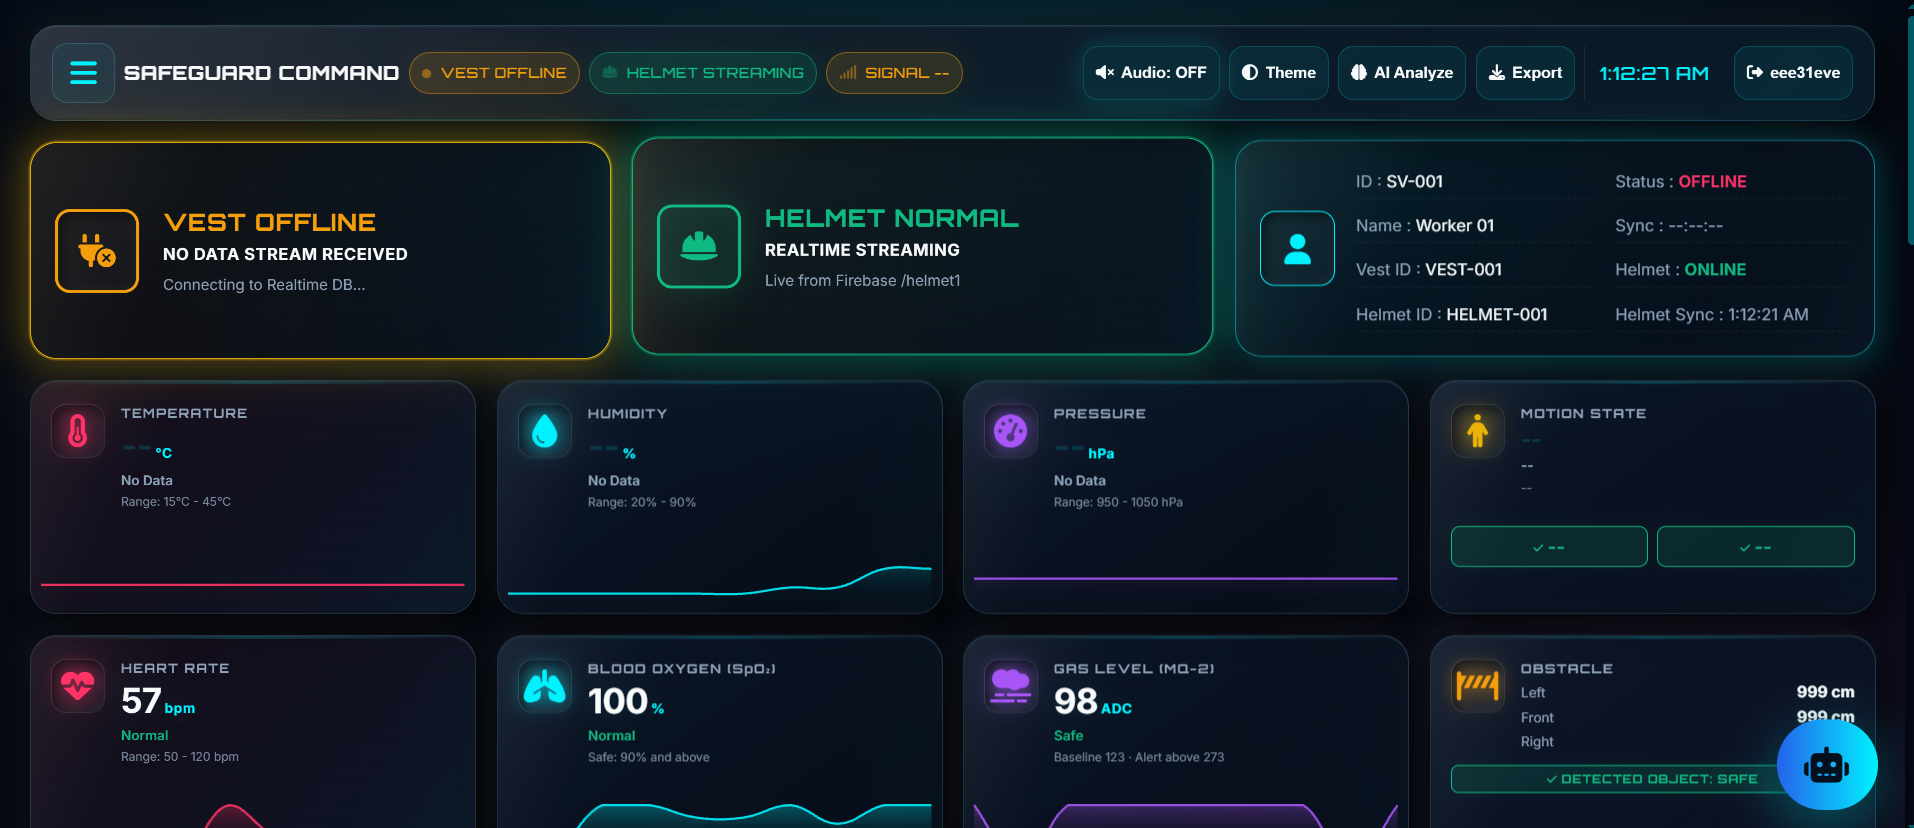 SAFEGUARD COMMAND
VEST OFFLINE
HELMET STREAMING
SIGNAL --
Audio: OFF
Theme
AI Analyze
Export
1:12:27 AM
eee31eve
VEST OFFLINE
NO DATA STREAM RECEIVED
Connecting to Realtime DB...
HELMET NORMAL
REALTIME STREAMING
Live from Firebase /helmet1
ID : SV-001
Status : OFFLINE
Name : Worker 01
Sync : --:--:--
Vest ID : VEST-001
Helmet : ONLINE
Helmet ID : HELMET-001
Helmet Sync : 1:12:21 AM
TEMPERATURE
-- °C
No Data
Range: 15°C - 45°C
HUMIDITY
-- %
No Data
Range: 20% - 90%
PRESSURE
-- hPa
No Data
Range: 950 - 1050 hPa
MOTION STATE
--
--
--
✓ --
✓ --
HEART RATE
57 bpm
Normal
Range: 50 - 120 bpm
BLOOD OXYGEN (SpO₂)
100 %
Normal
Safe: 90% and above
GAS LEVEL (MQ-2)
98 ADC
Safe
Baseline 123 · Alert above 273
OBSTACLE
Left 999 cm
Front 999 cm
Right
✓ DETECTED OBJECT: SAFE